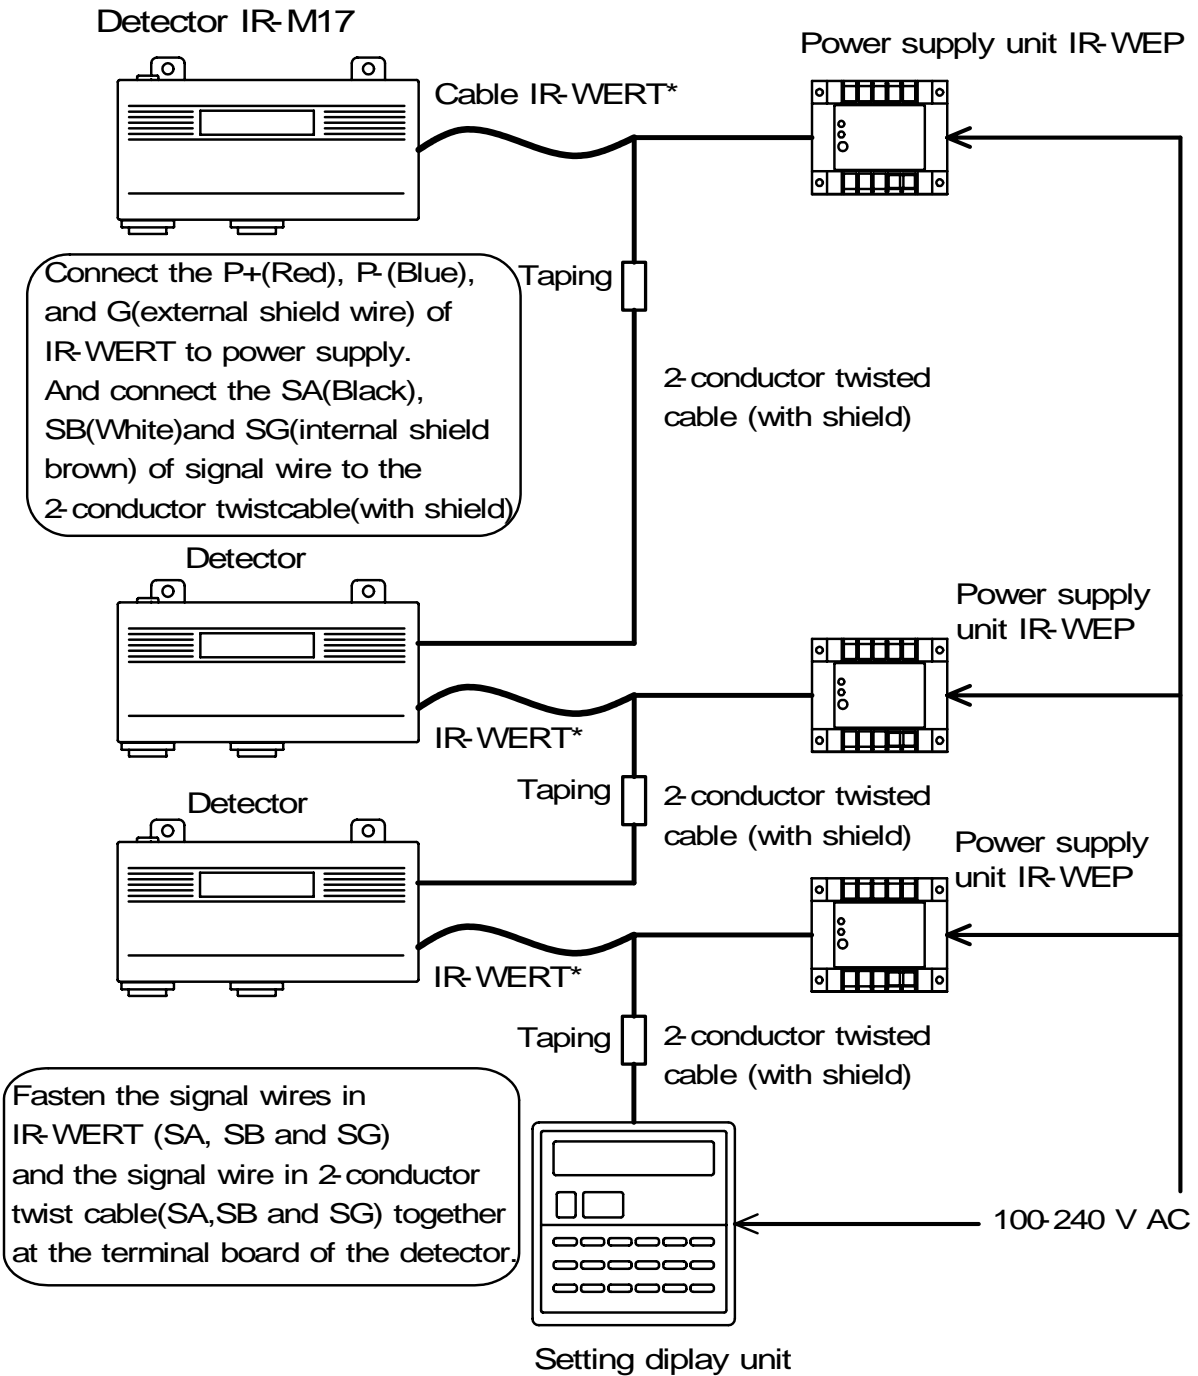 Detector IR-M17
Power supply unit IR-WEP
Cable IR-WERT*
Connect the P+(Red), P-(Blue),
and G(external shield wire) of
IR-WERT to power supply.
And connect the SA(Black),
SB(White)and SG(internal shield
brown) of signal wire to the
2-conductor twistcable(with shield)
Taping
2-conductor twisted
cable (with shield)
Detector
Power supply
unit IR-WEP
IR-WERT*
Taping
2-conductor twisted
cable (with shield)
Detector
Power supply
unit IR-WEP
IR-WERT*
Taping
2-conductor twisted
cable (with shield)
Fasten the signal wires in
IR-WERT (SA, SB and SG)
and the signal wire in 2-conductor
twist cable(SA,SB and SG) together
at the terminal board of the detector.
100-240 V AC
Setting diplay unit